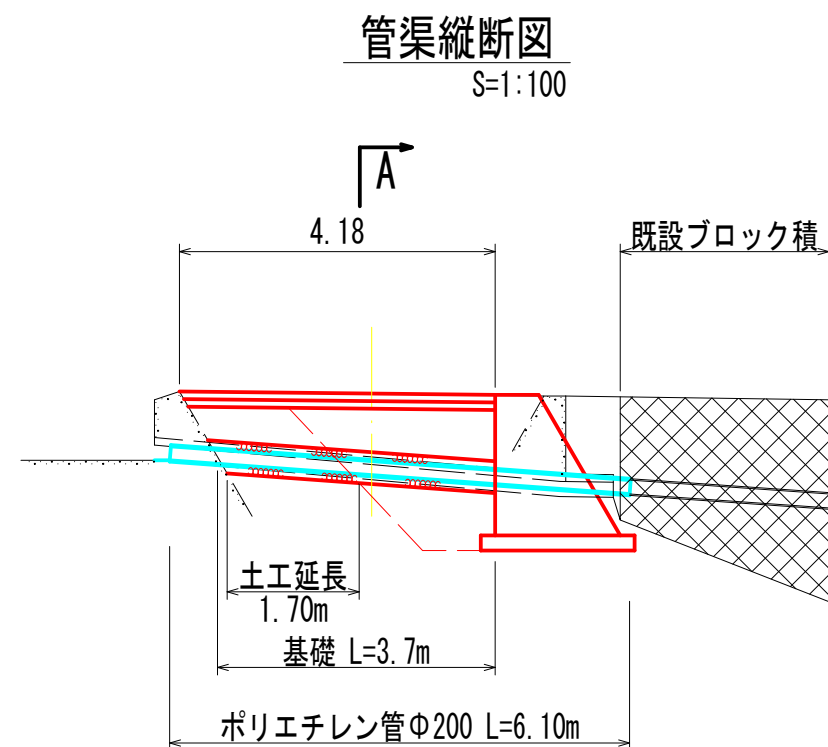 管渠縦断図
S=1:100
A
4.18
既設ブロック積
土工延長
1.70m
基礎 L=3.7m
ポリエチレン管Φ200 L=6.10m